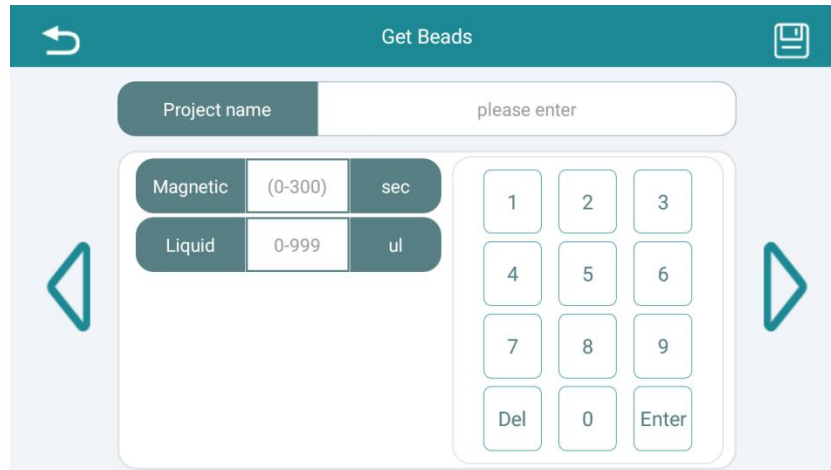 Get Beads
Project name please enter
Magnetic (0-300) sec
Liquid 0-999 ul
1 2 3
4 5 6
7 8 9
Del 0 Enter